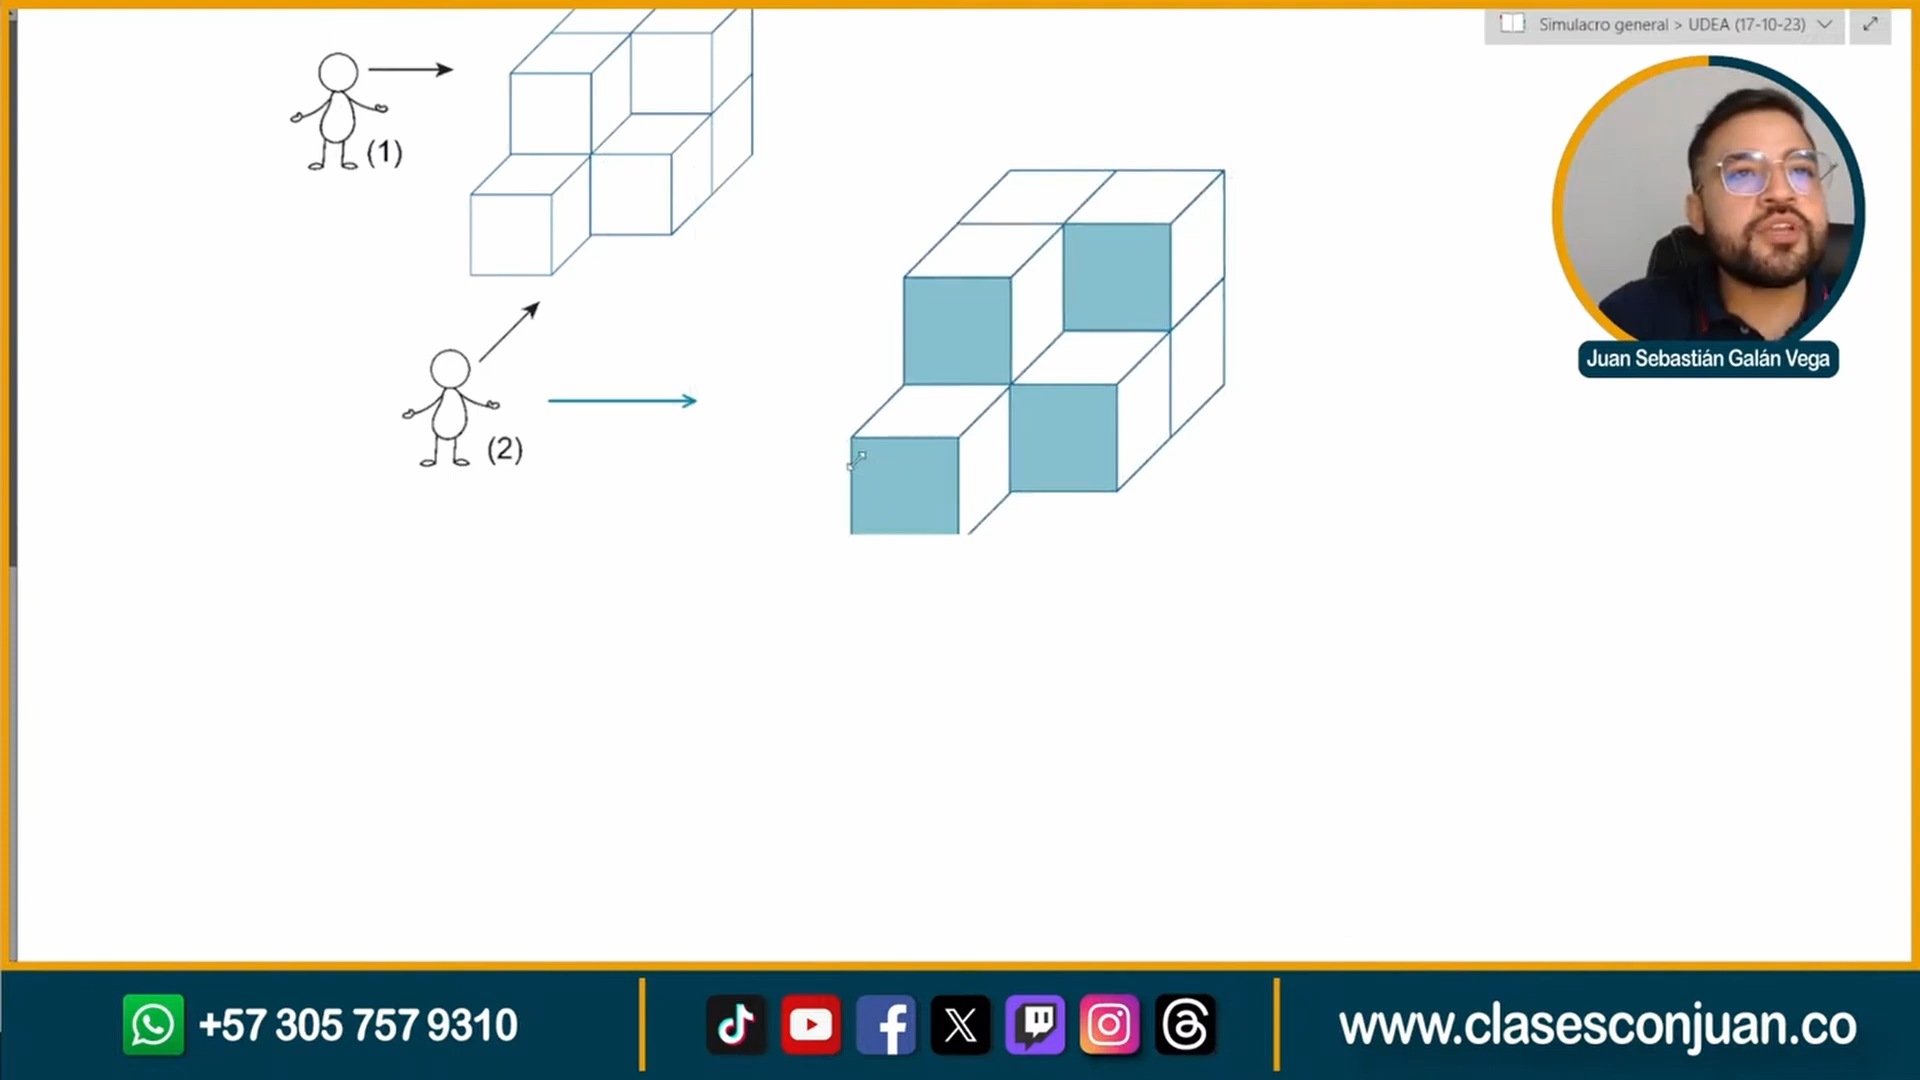 Simulacro general > UDEA (17-10-23)
(1)
Juan Sebastián Galán Vega
(2)
+57 305 757 9310
www.clasesconjuan.co